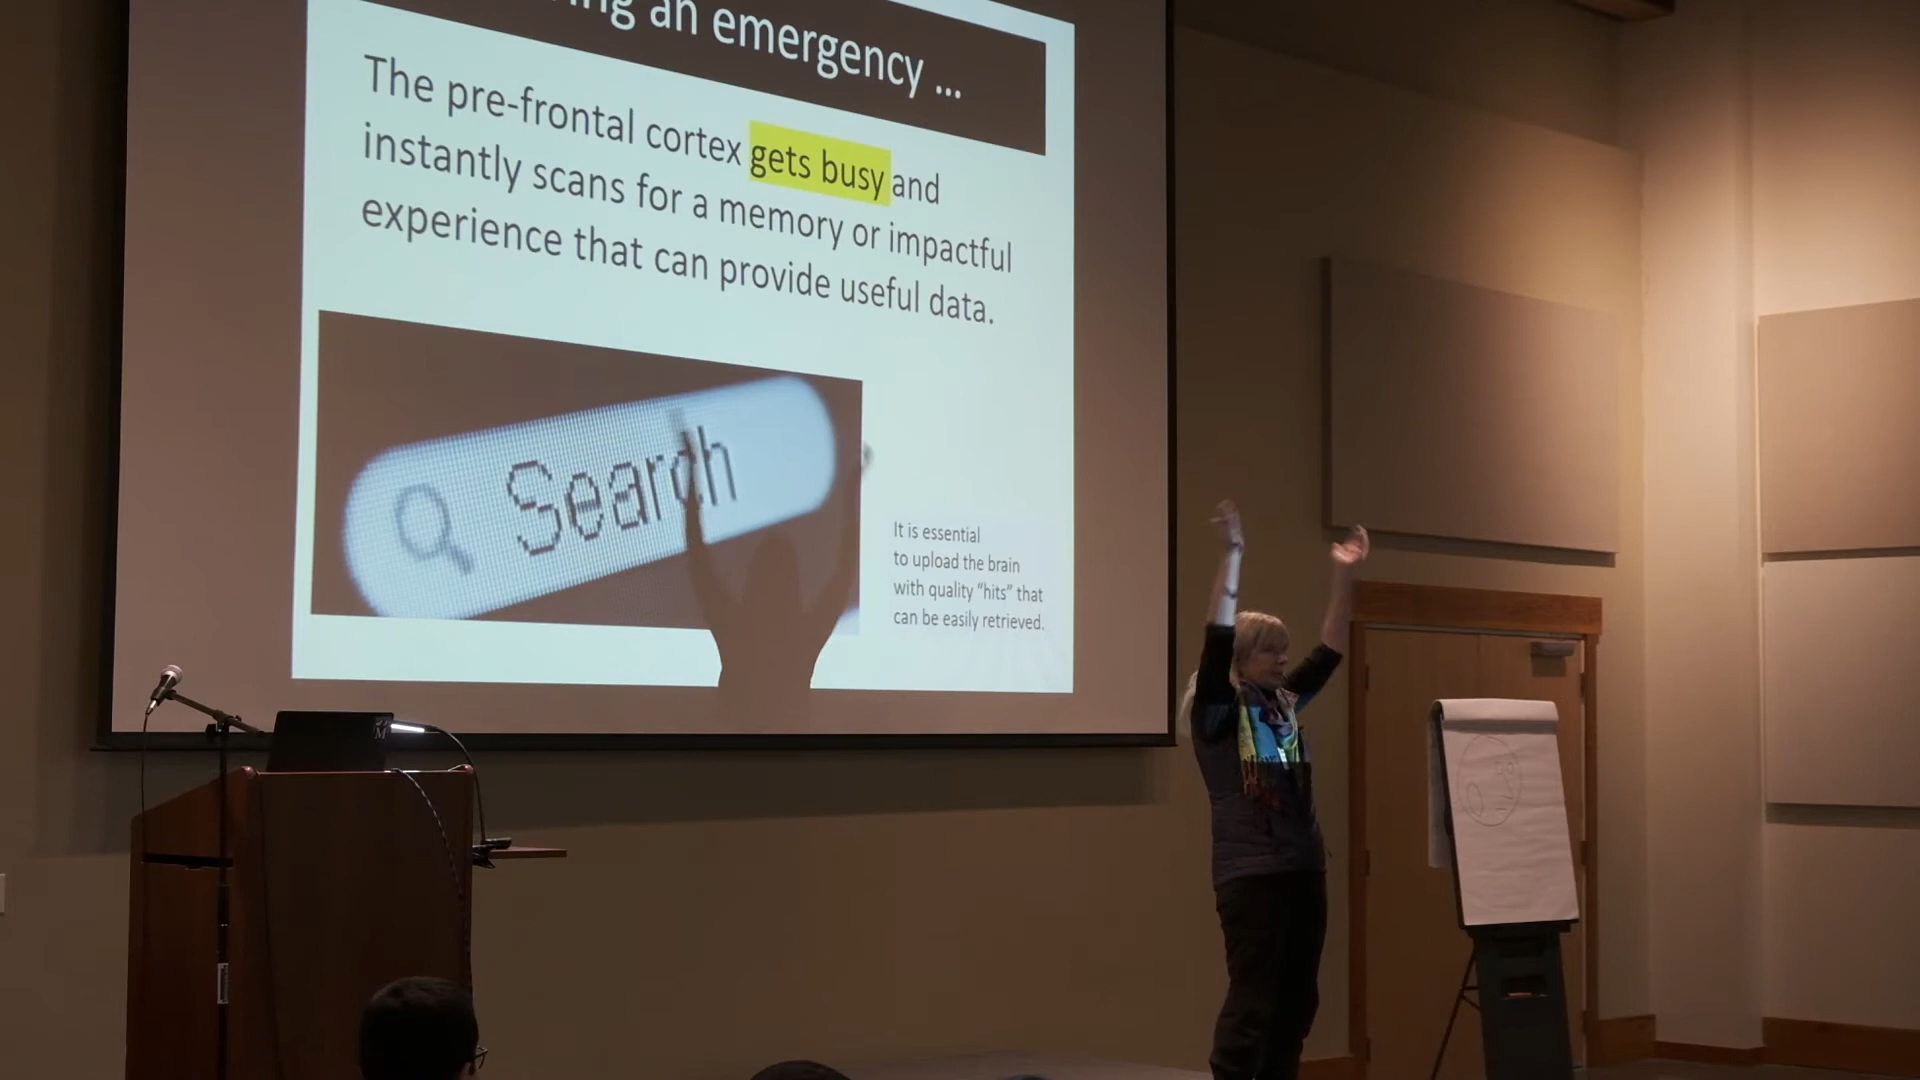 an emergency ...
The pre-frontal cortex gets busy and
instantly scans for a memory or impactful
experience that can provide useful data.
Search
It is essential
to upload the brain
with quality “hits” that
can be easily retrieved.